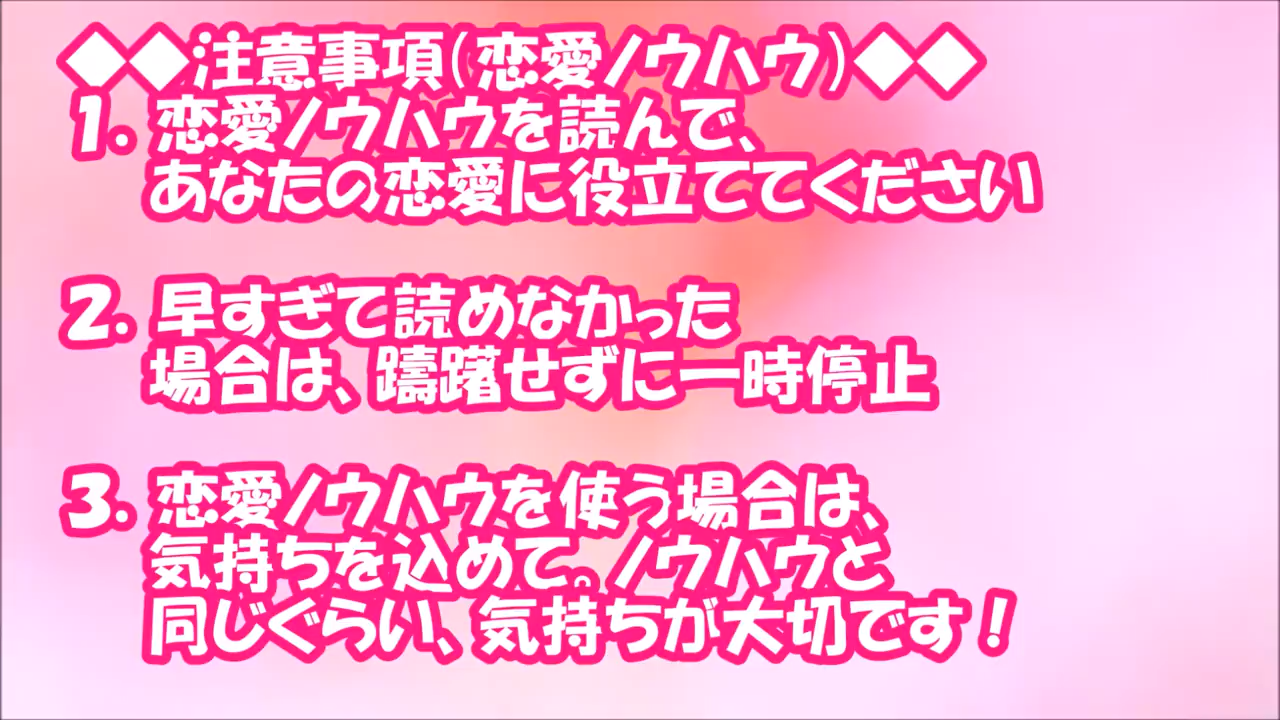 ◆◆注意事項(恋愛ノウハウ)◆◆
1. 恋愛ノウハウを読んで、
あなたの恋愛に役立ててください
2. 早すぎて読めなかった
場合は、躊躇せずに一時停止
3. 恋愛ノウハウを使う場合は、
気持ちを込めて。ノウハウと
同じぐらい、気持ちが大切です！